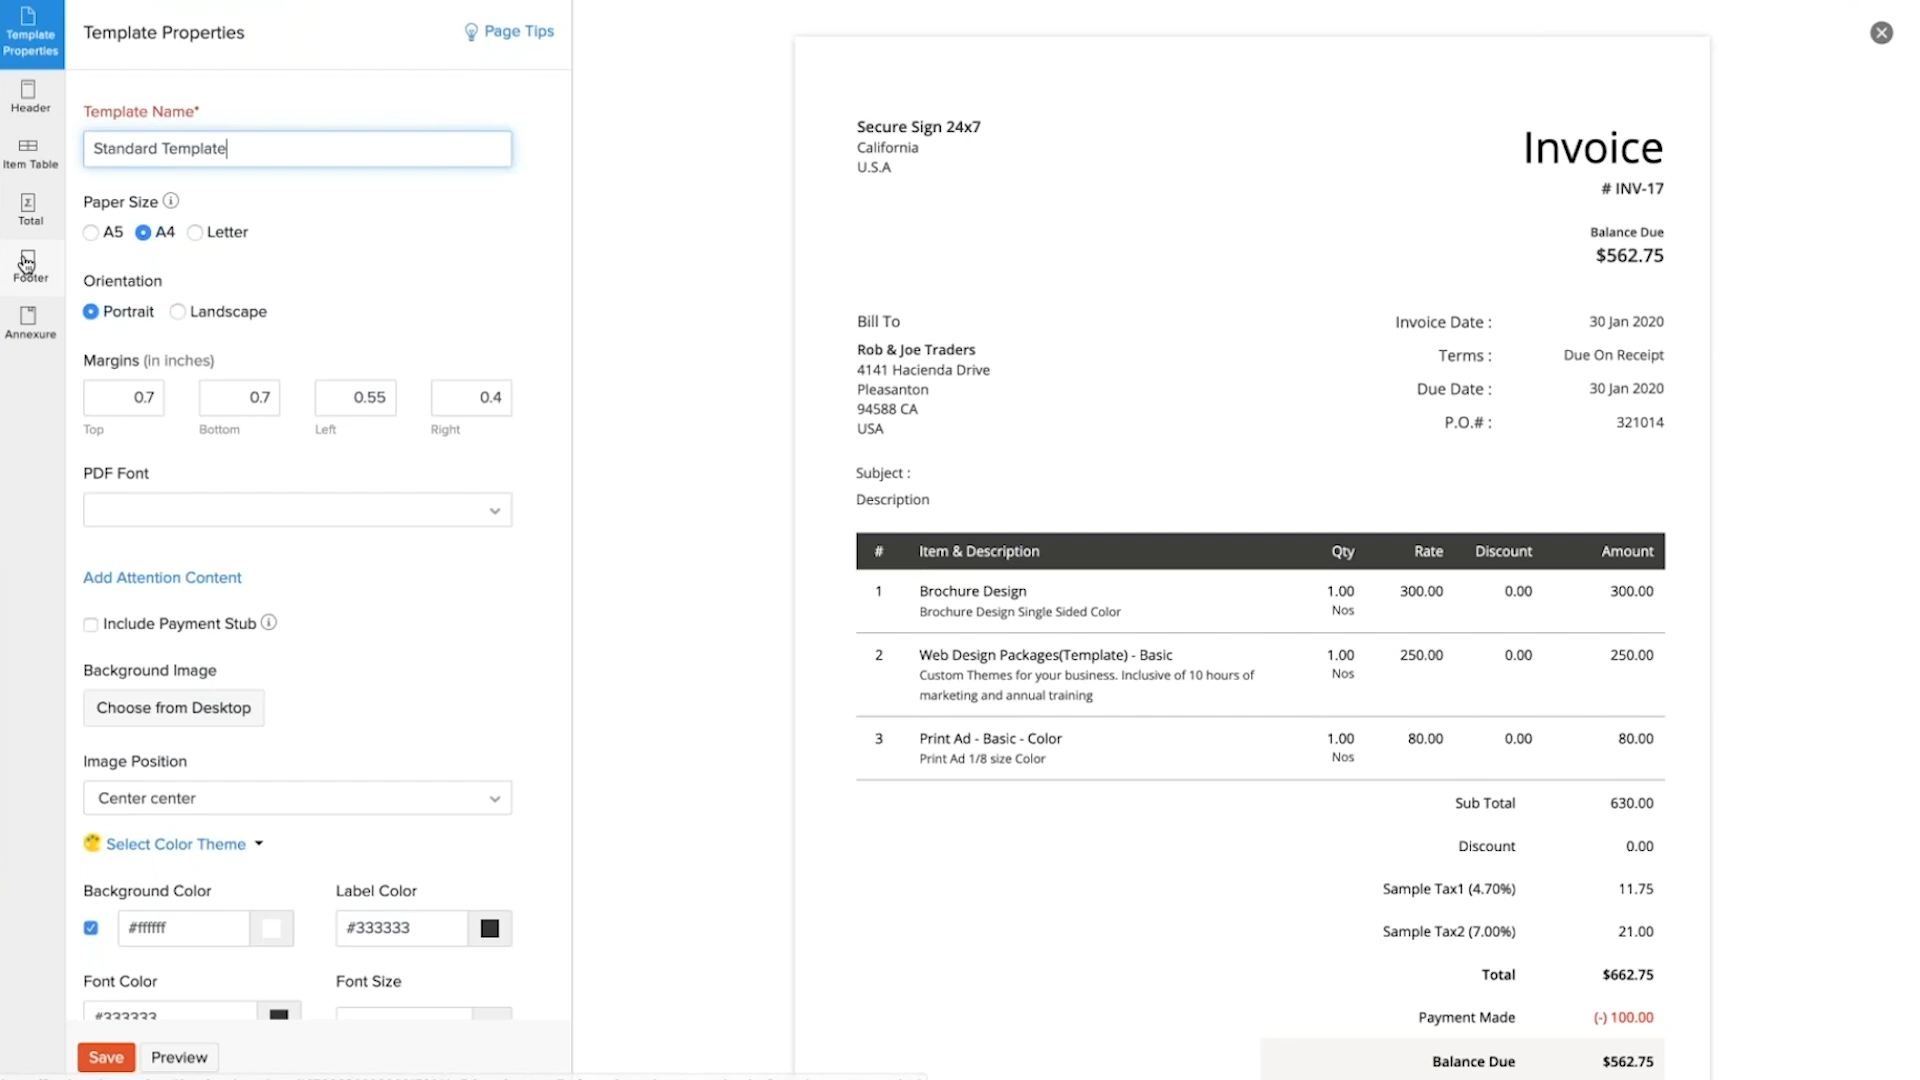 Template
Properties
Header
Item Table
Total
Footer
Annexure
Template Properties
Page Tips
Template Name*
Standard Template
Paper Size
A5 A4 Letter
Orientation
Portrait Landscape
Margins (in inches)
0.7 0.7 0.55 0.4
Top Bottom Left Right
PDF Font
Add Attention Content
Include Payment Stub
Background Image
Choose from Desktop
Image Position
Center center
Select Color Theme
Background Color Label Color
#ffffff #333333
Font Color Font Size
#333333
Save Preview
Secure Sign 24x7
California
U.S.A
Invoice
# INV-17
Balance Due
$562.75
Bill To
Rob & Joe Traders
4141 Hacienda Drive
Pleasanton
94588 CA
USA
Invoice Date : 30 Jan 2020
Terms : Due On Receipt
Due Date : 30 Jan 2020
P.O.# : 321014
Subject :
Description
# Item & Description Qty Rate Discount Amount
1 Brochure Design 1.00 300.00 0.00 300.00
Brochure Design Single Sided Color Nos
2 Web Design Packages(Template) - Basic 1.00 250.00 0.00 250.00
Custom Themes for your business. Inclusive of 10 hours of Nos
marketing and annual training
3 Print Ad - Basic - Color 1.00 80.00 0.00 80.00
Print Ad 1/8 size Color Nos
Sub Total 630.00
Discount 0.00
Sample Tax1 (4.70%) 11.75
Sample Tax2 (7.00%) 21.00
Total $662.75
Payment Made (-) 100.00
Balance Due $562.75